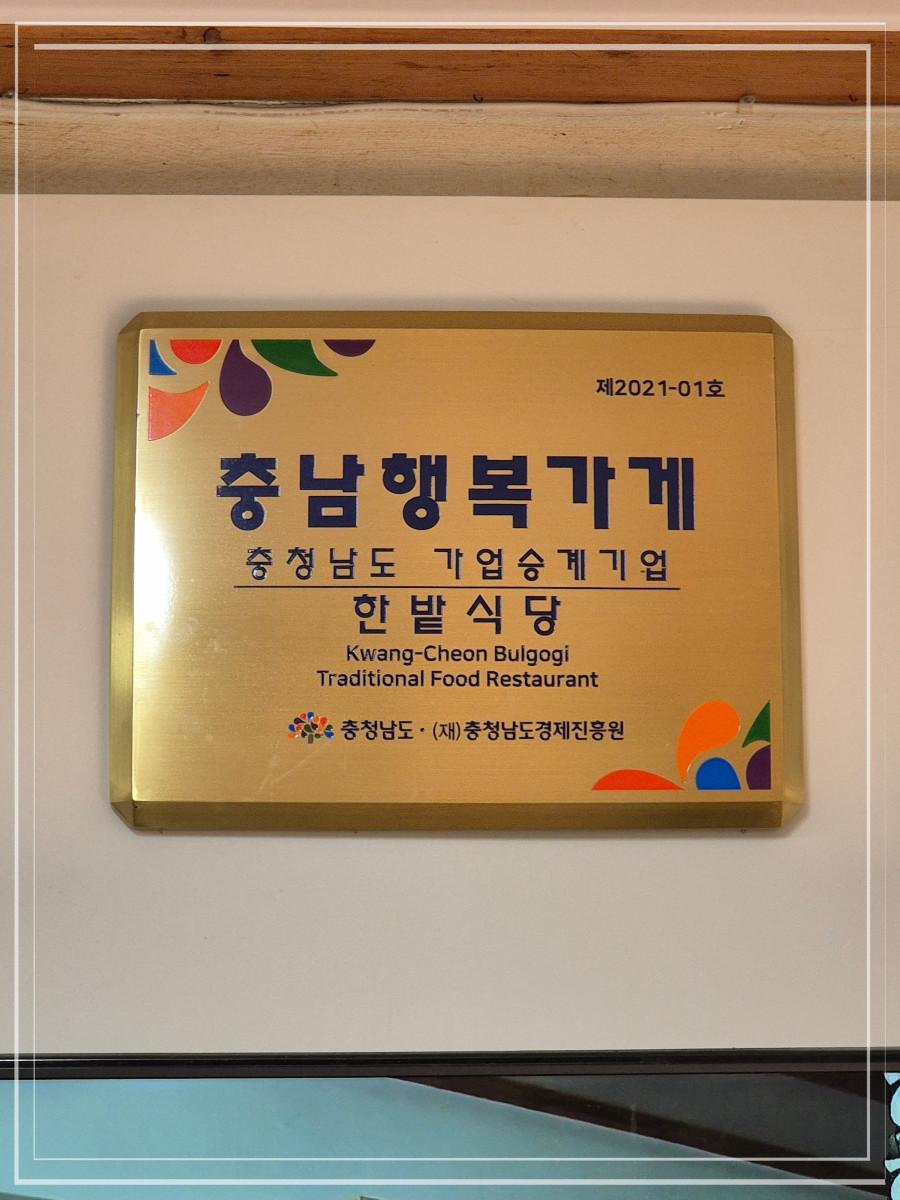 제2021-01호
충남행복가게
충청남도 가업승계기업
한밭식당
Kwang-Cheon Bulgogi
Traditional Food Restaurant
충청남도·(재)충청남도경제진흥원